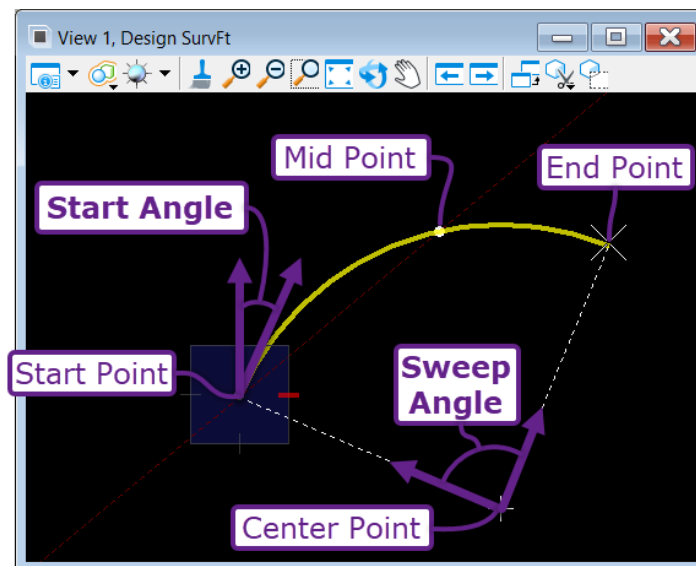 View 1, Design SurvFt
Mid Point
End Point
Start Angle
Start Point
Sweep
Angle
Center Point